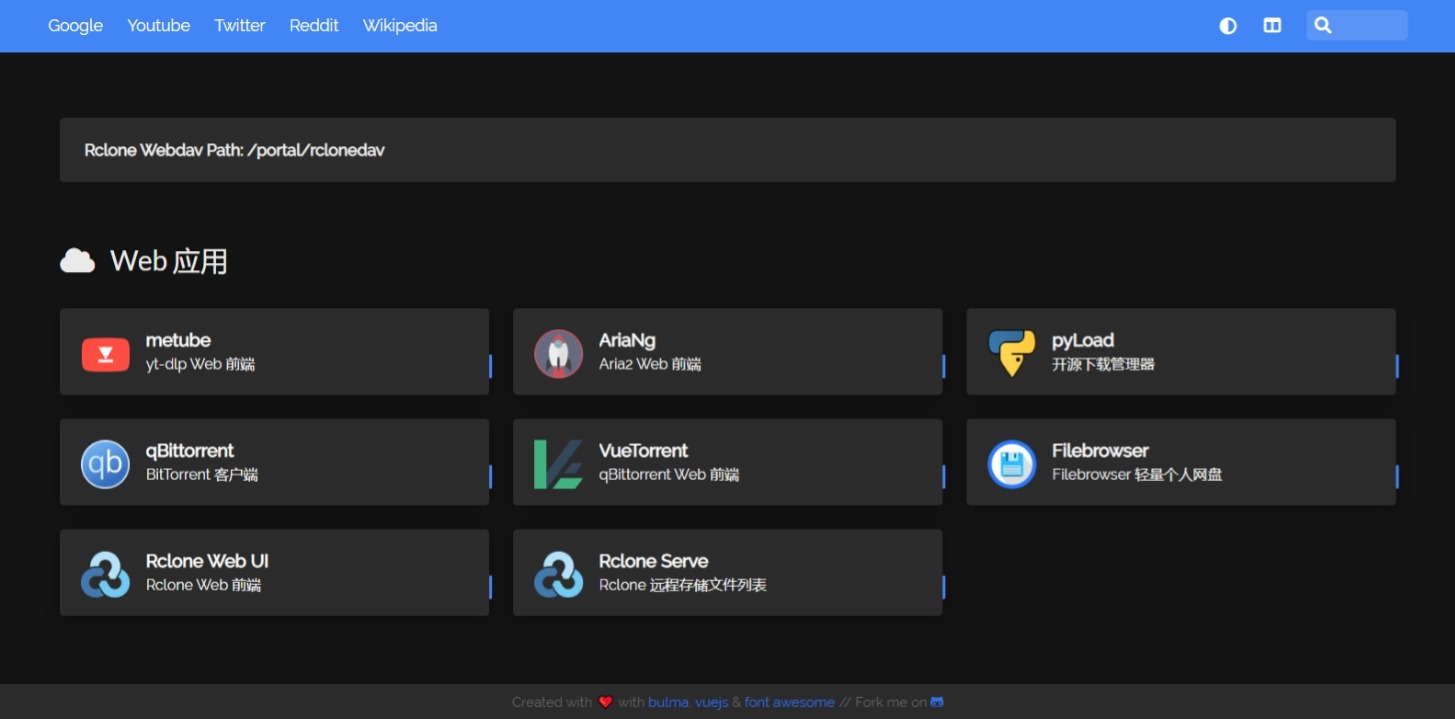 Google Youtube Twitter Reddit Wikipedia
Rclone Webdav Path: /portal/rclonedav
Web 应用
metube
yt-dlp Web 前端
AriaNg
Aria2 Web 前端
pyLoad
开源下载管理器
qBittorrent
BitTorrent 客户端
VueTorrent
qBittorrent Web 前端
Filebrowser
Filebrowser 轻量个人网盘
Rclone Web UI
Rclone Web 前端
Rclone Serve
Rclone 远程存储文件列表
Created with ❤️ with bulma, vuejs & font awesome // Fork me on